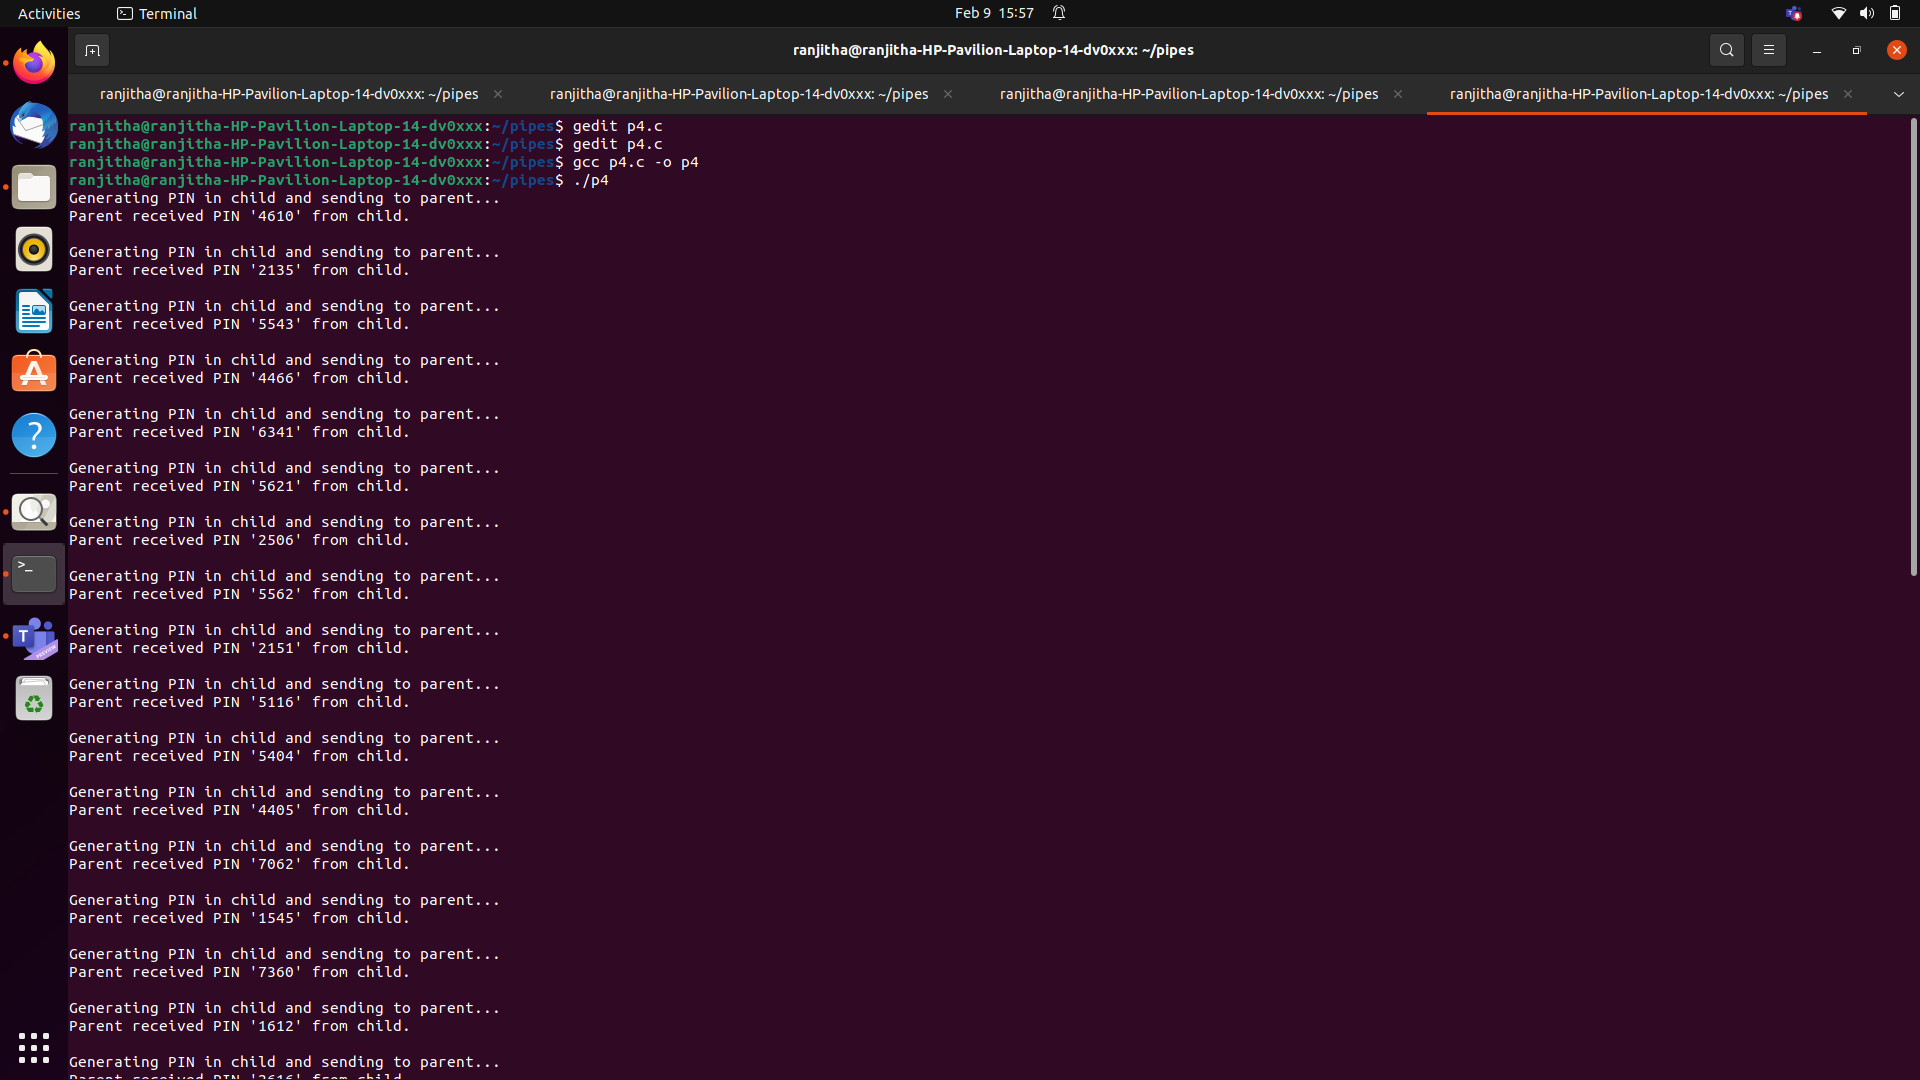 Activities
Terminal
Feb 9 15:57
ranjitha@ranjitha-HP-Pavilion-Laptop-14-dv0xxx: ~/pipes
ranjitha@ranjitha-HP-Pavilion-Laptop-14-dv0xxx: ~/pipes
ranjitha@ranjitha-HP-Pavilion-Laptop-14-dv0xxx: ~/pipes
ranjitha@ranjitha-HP-Pavilion-Laptop-14-dv0xxx: ~/pipes
ranjitha@ranjitha-HP-Pavilion-Laptop-14-dv0xxx: ~/pipes
ranjitha@ranjitha-HP-Pavilion-Laptop-14-dv0xxx:~/pipes$ gedit p4.c
ranjitha@ranjitha-HP-Pavilion-Laptop-14-dv0xxx:~/pipes$ gedit p4.c
ranjitha@ranjitha-HP-Pavilion-Laptop-14-dv0xxx:~/pipes$ gcc p4.c -o p4
ranjitha@ranjitha-HP-Pavilion-Laptop-14-dv0xxx:~/pipes$ ./p4
Generating PIN in child and sending to parent...
Parent received PIN '4610' from child.
Generating PIN in child and sending to parent...
Parent received PIN '2135' from child.
Generating PIN in child and sending to parent...
Parent received PIN '5543' from child.
Generating PIN in child and sending to parent...
Parent received PIN '4466' from child.
Generating PIN in child and sending to parent...
Parent received PIN '6341' from child.
Generating PIN in child and sending to parent...
Parent received PIN '5621' from child.
Generating PIN in child and sending to parent...
Parent received PIN '2506' from child.
Generating PIN in child and sending to parent...
Parent received PIN '5562' from child.
Generating PIN in child and sending to parent...
Parent received PIN '2151' from child.
Generating PIN in child and sending to parent...
Parent received PIN '5116' from child.
Generating PIN in child and sending to parent...
Parent received PIN '5404' from child.
Generating PIN in child and sending to parent...
Parent received PIN '4405' from child.
Generating PIN in child and sending to parent...
Parent received PIN '7062' from child.
Generating PIN in child and sending to parent...
Parent received PIN '1545' from child.
Generating PIN in child and sending to parent...
Parent received PIN '7360' from child.
Generating PIN in child and sending to parent...
Parent received PIN '1612' from child.
Generating PIN in child and sending to parent...
Parent received PIN from child.